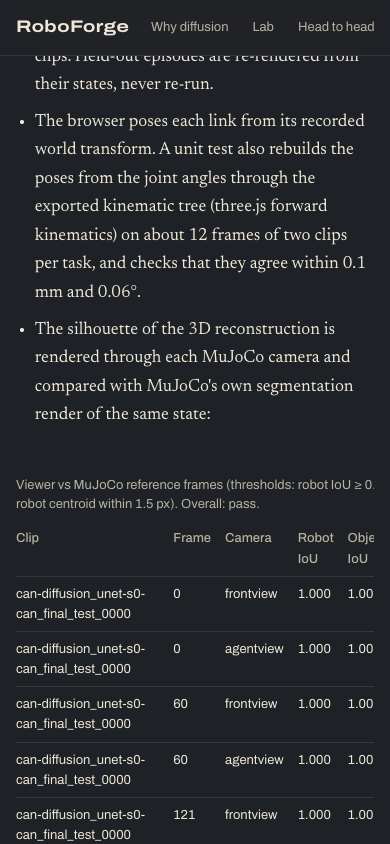 RoboForge Why diffusion Lab Head to head
clips. Held-out episodes are re-rendered from
their states, never re-run.
• The browser poses each link from its recorded
world transform. A unit test also rebuilds the
poses from the joint angles through the
exported kinematic tree (three.js forward
kinematics) on about 12 frames of two clips
per task, and checks that they agree within 0.1
mm and 0.06°.
• The silhouette of the 3D reconstruction is
rendered through each MuJoCo camera and
compared with MuJoCo's own segmentation
render of the same state:
Viewer vs MuJoCo reference frames (thresholds: robot IoU ≥ 0.
robot centroid within 1.5 px). Overall: pass.
Clip Frame Camera Robot Obje
IoU IoU
can-diffusion_unet-s0- 0 frontview 1.000 1.00
can_final_test_0000
can-diffusion_unet-s0- 0 agentview 1.000 1.00
can_final_test_0000
can-diffusion_unet-s0- 60 frontview 1.000 1.00
can_final_test_0000
can-diffusion_unet-s0- 60 agentview 1.000 1.00
can_final_test_0000
can-diffusion_unet-s0- 121 frontview 1.000 1.00
can_final_test_0000